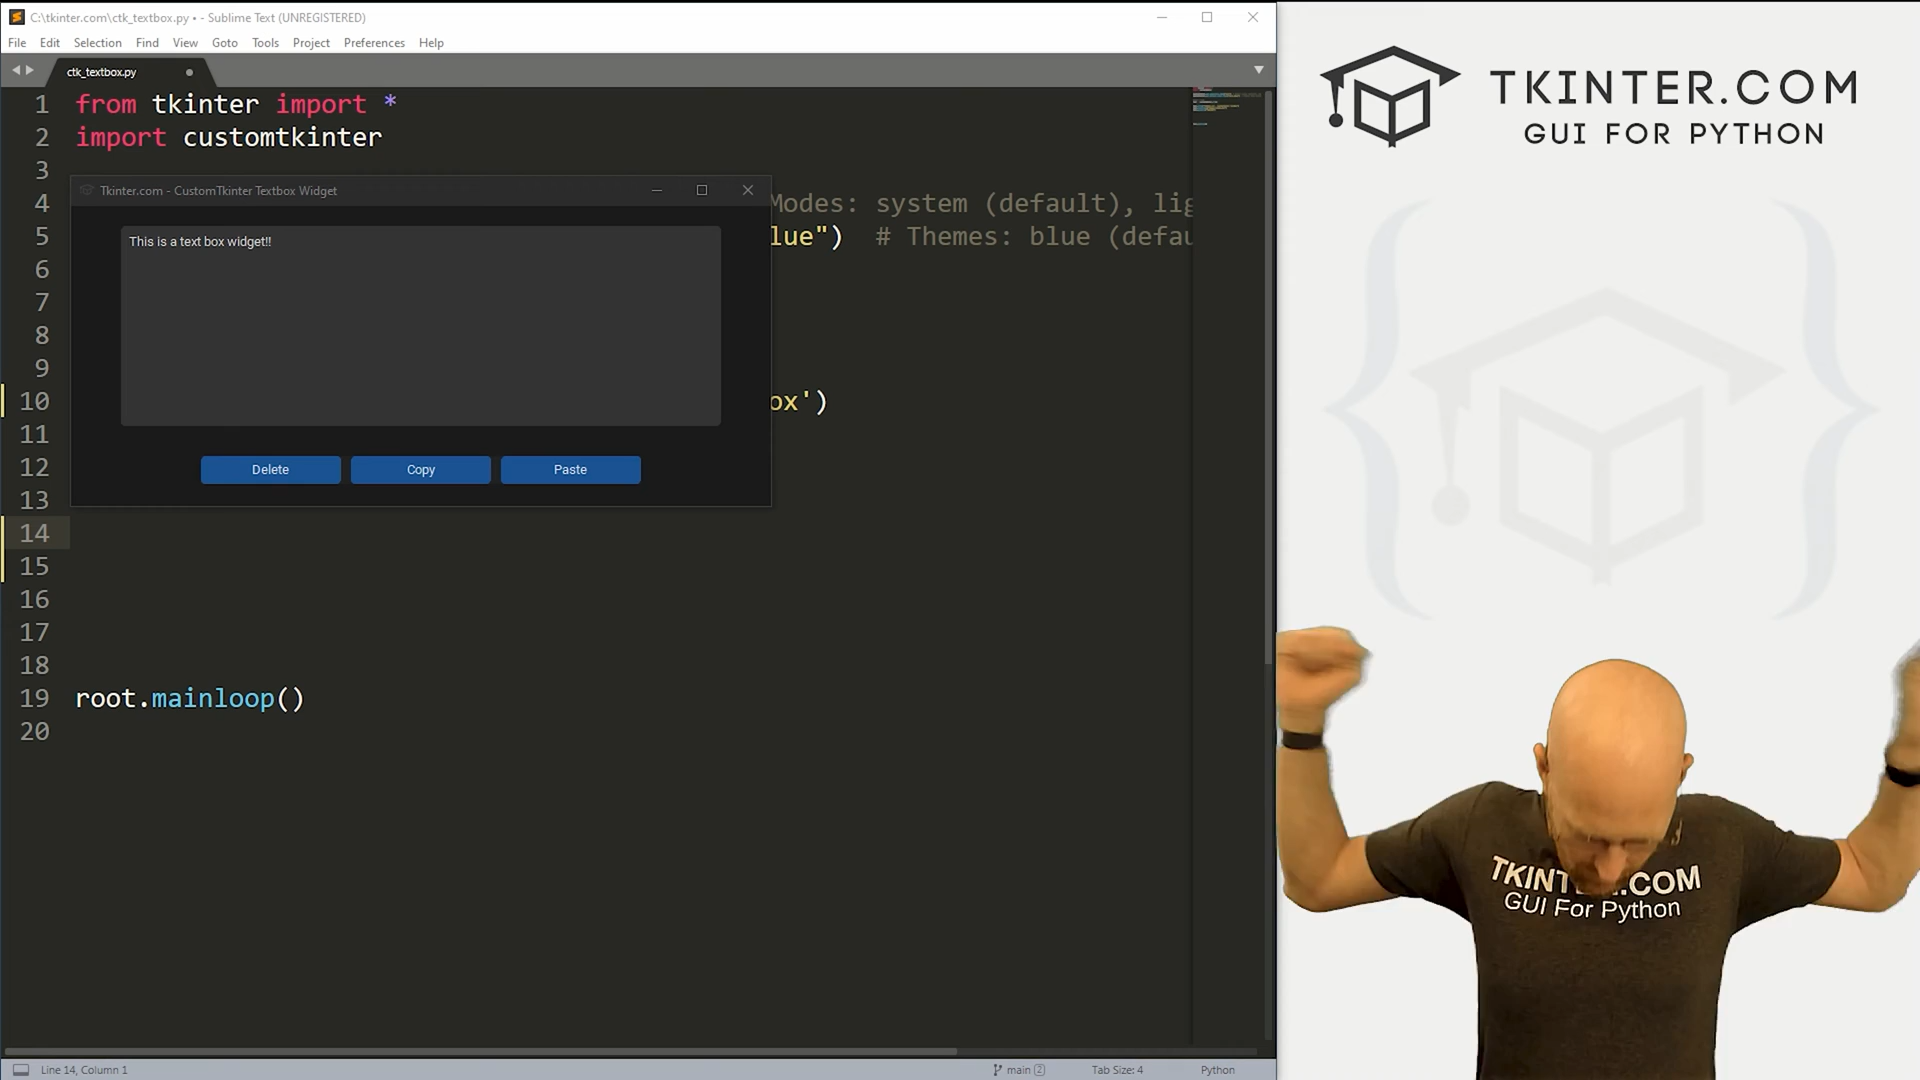 C:\tkinter.com\ctk_textbox.py • - Sublime Text (UNREGISTERED)
File Edit Selection Find View Goto Tools Project Preferences Help
ctk_textbox.py
1 from tkinter import *
2 import customtkinter
3
Tkinter.com - CustomTkinter Textbox Widget
4 Modes: system (default), lig
5 lue") # Themes: blue (defau
This is a text box widget!!
6
7
8
9
10 ox')
11
12
Delete Copy Paste
13
14
15
16
17
18
19 root.mainloop()
20
Line 14, Column 1
main 2
Tab Size: 4
Python
TKINTER.COM
GUI FOR PYTHON
TKINTER.COM
GUI For Python